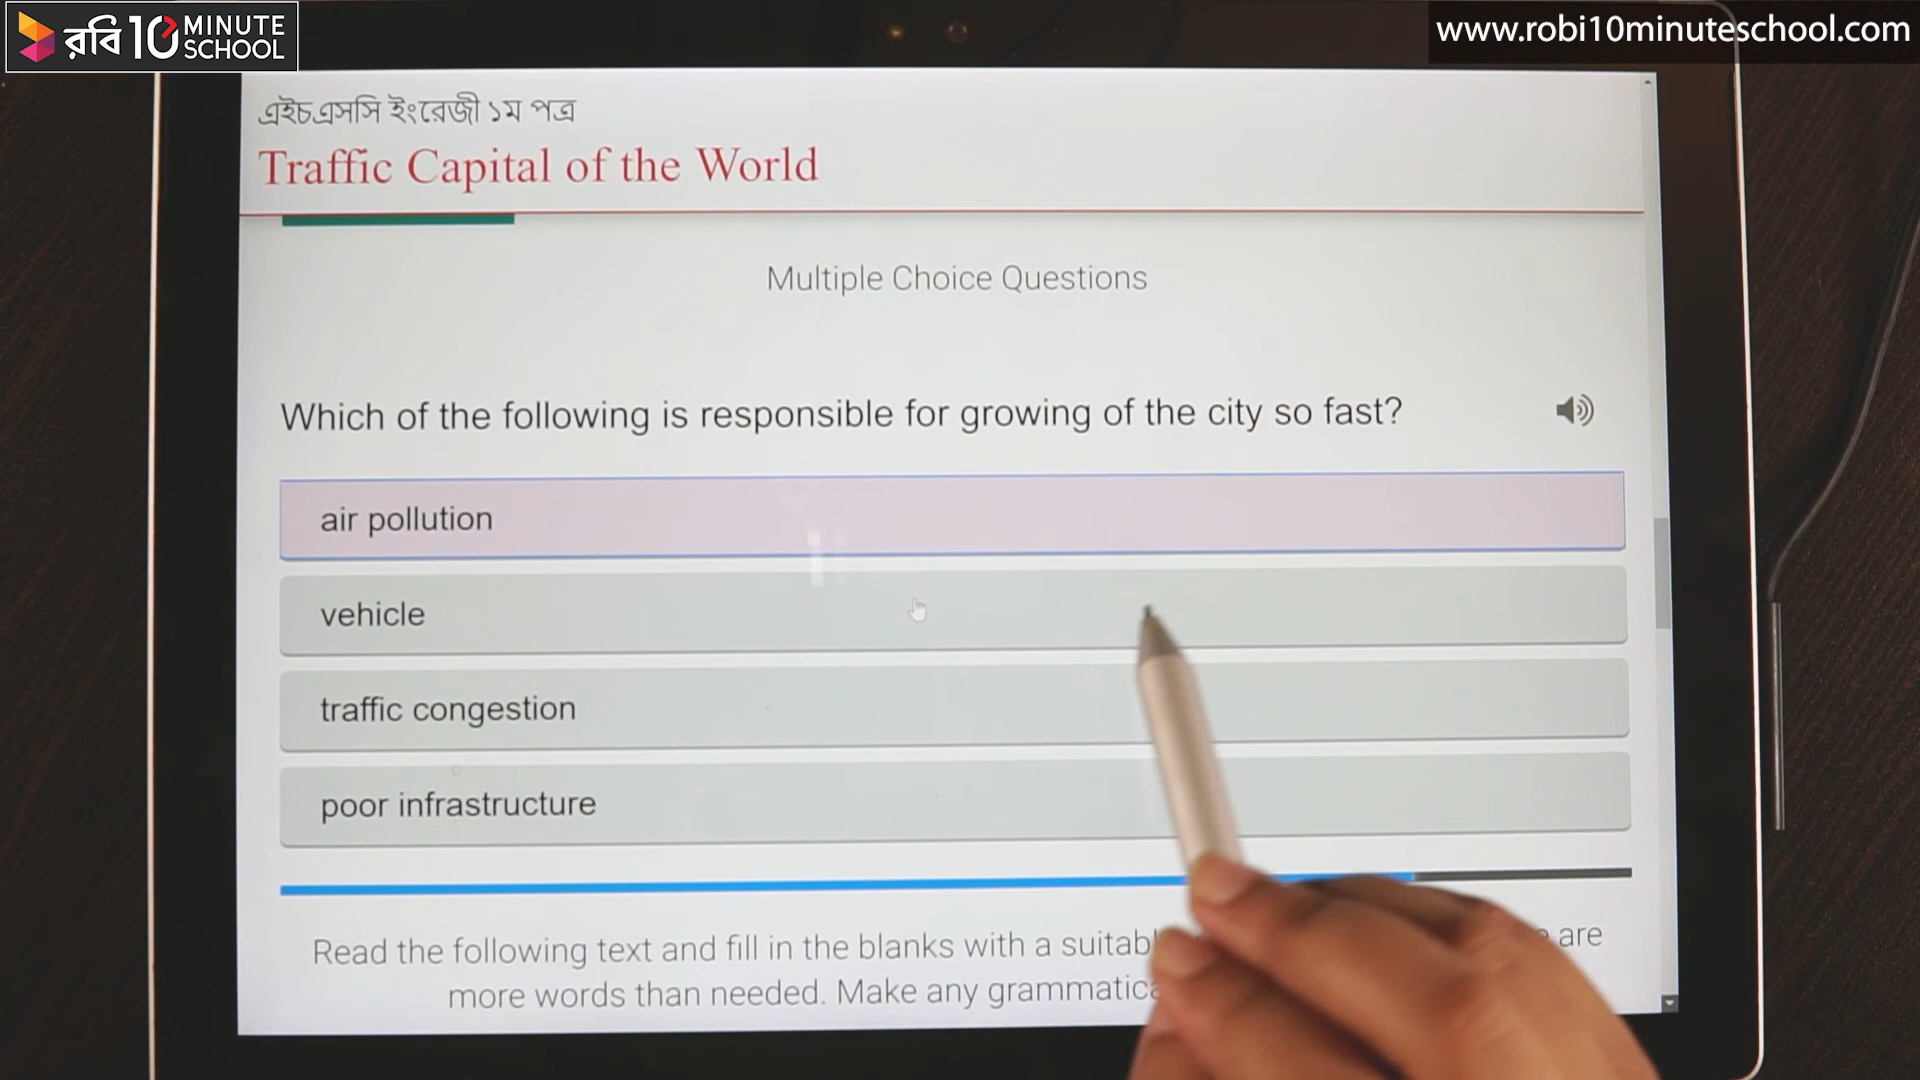 রবি 10 MINUTE SCHOOL
www.robi10minuteschool.com
এইচএসসি ইংরেজী ১ম পত্র
Traffic Capital of the World
Multiple Choice Questions
Which of the following is responsible for growing of the city so fast?
air pollution
vehicle
traffic congestion
poor infrastructure
Read the following text and fill in the blanks with a are
more words than needed. Make any